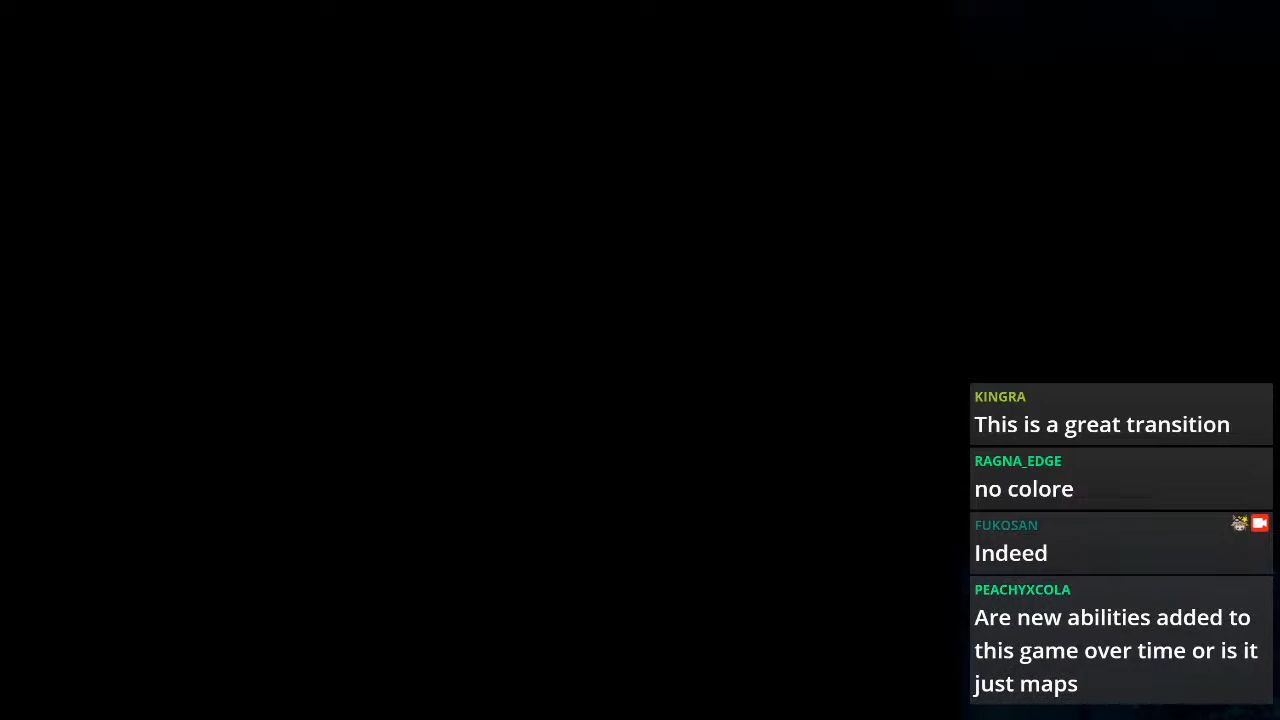 KINGRA
This is a great transition
RAGNA_EDGE
no colore
FUKOSAN
Indeed
PEACHYXCOLA
Are new abilities added to
this game over time or is it
just maps